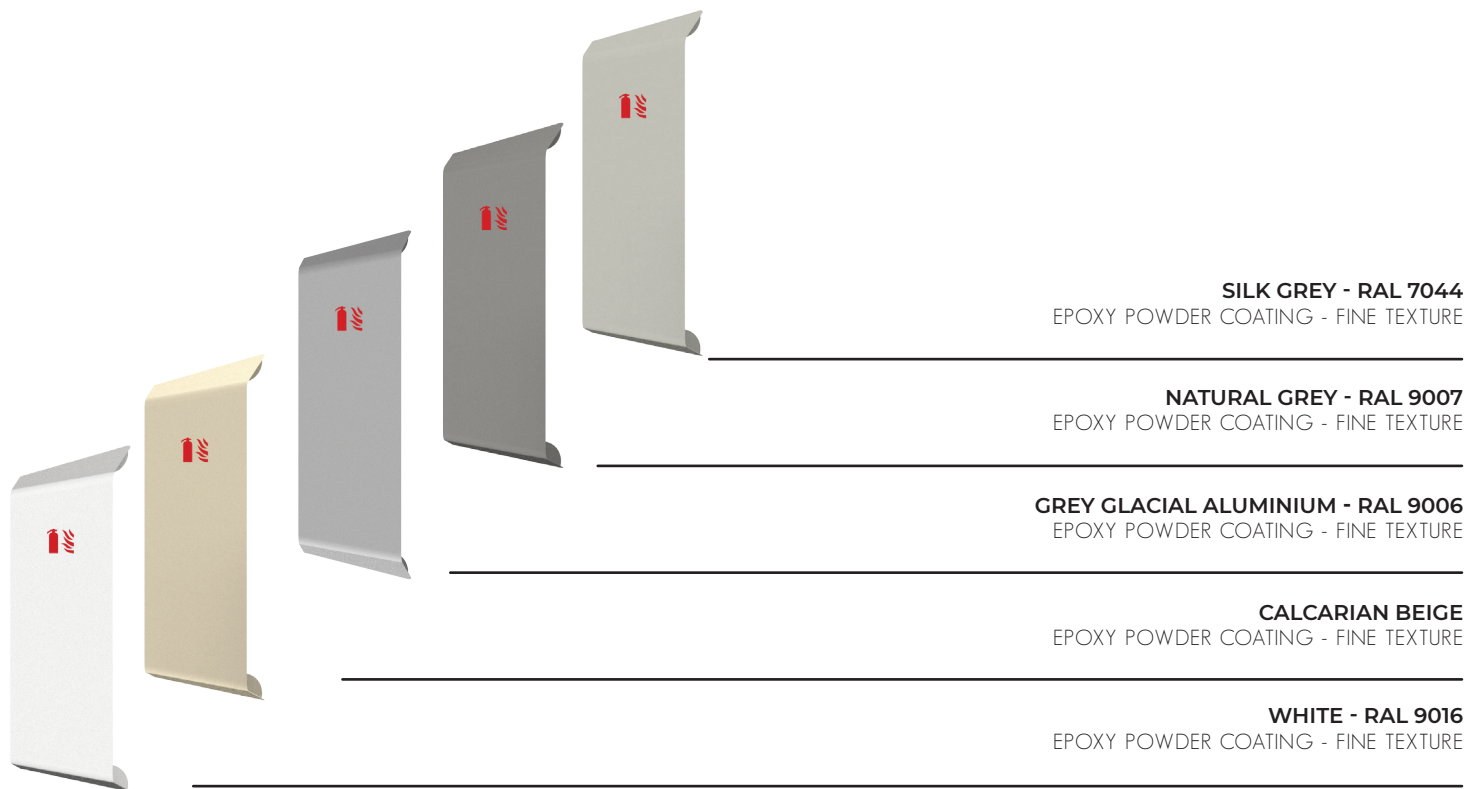 SILK GREY - RAL 7044
EPOXY POWDER COATING - FINE TEXTURE
NATURAL GREY - RAL 9007
EPOXY POWDER COATING - FINE TEXTURE
GREY GLACIAL ALUMINIUM - RAL 9006
EPOXY POWDER COATING - FINE TEXTURE
CALCARIAN BEIGE
EPOXY POWDER COATING - FINE TEXTURE
WHITE - RAL 9016
EPOXY POWDER COATING - FINE TEXTURE